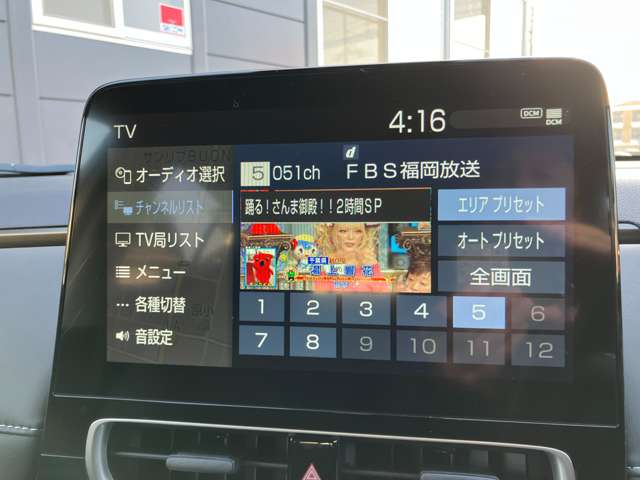 TV
4:16
DCM
DCM
オーディオ選択
チャンネルリスト
TV局リスト
メニュー
各種切替
音設定
d
5 051ch FBS福岡放送
踊る!さんま御殿!!2時間SP
千葉県
エリア プリセット
オート プリセット
全画面
1 2 3 4 5 6
7 8 9 10 11 12